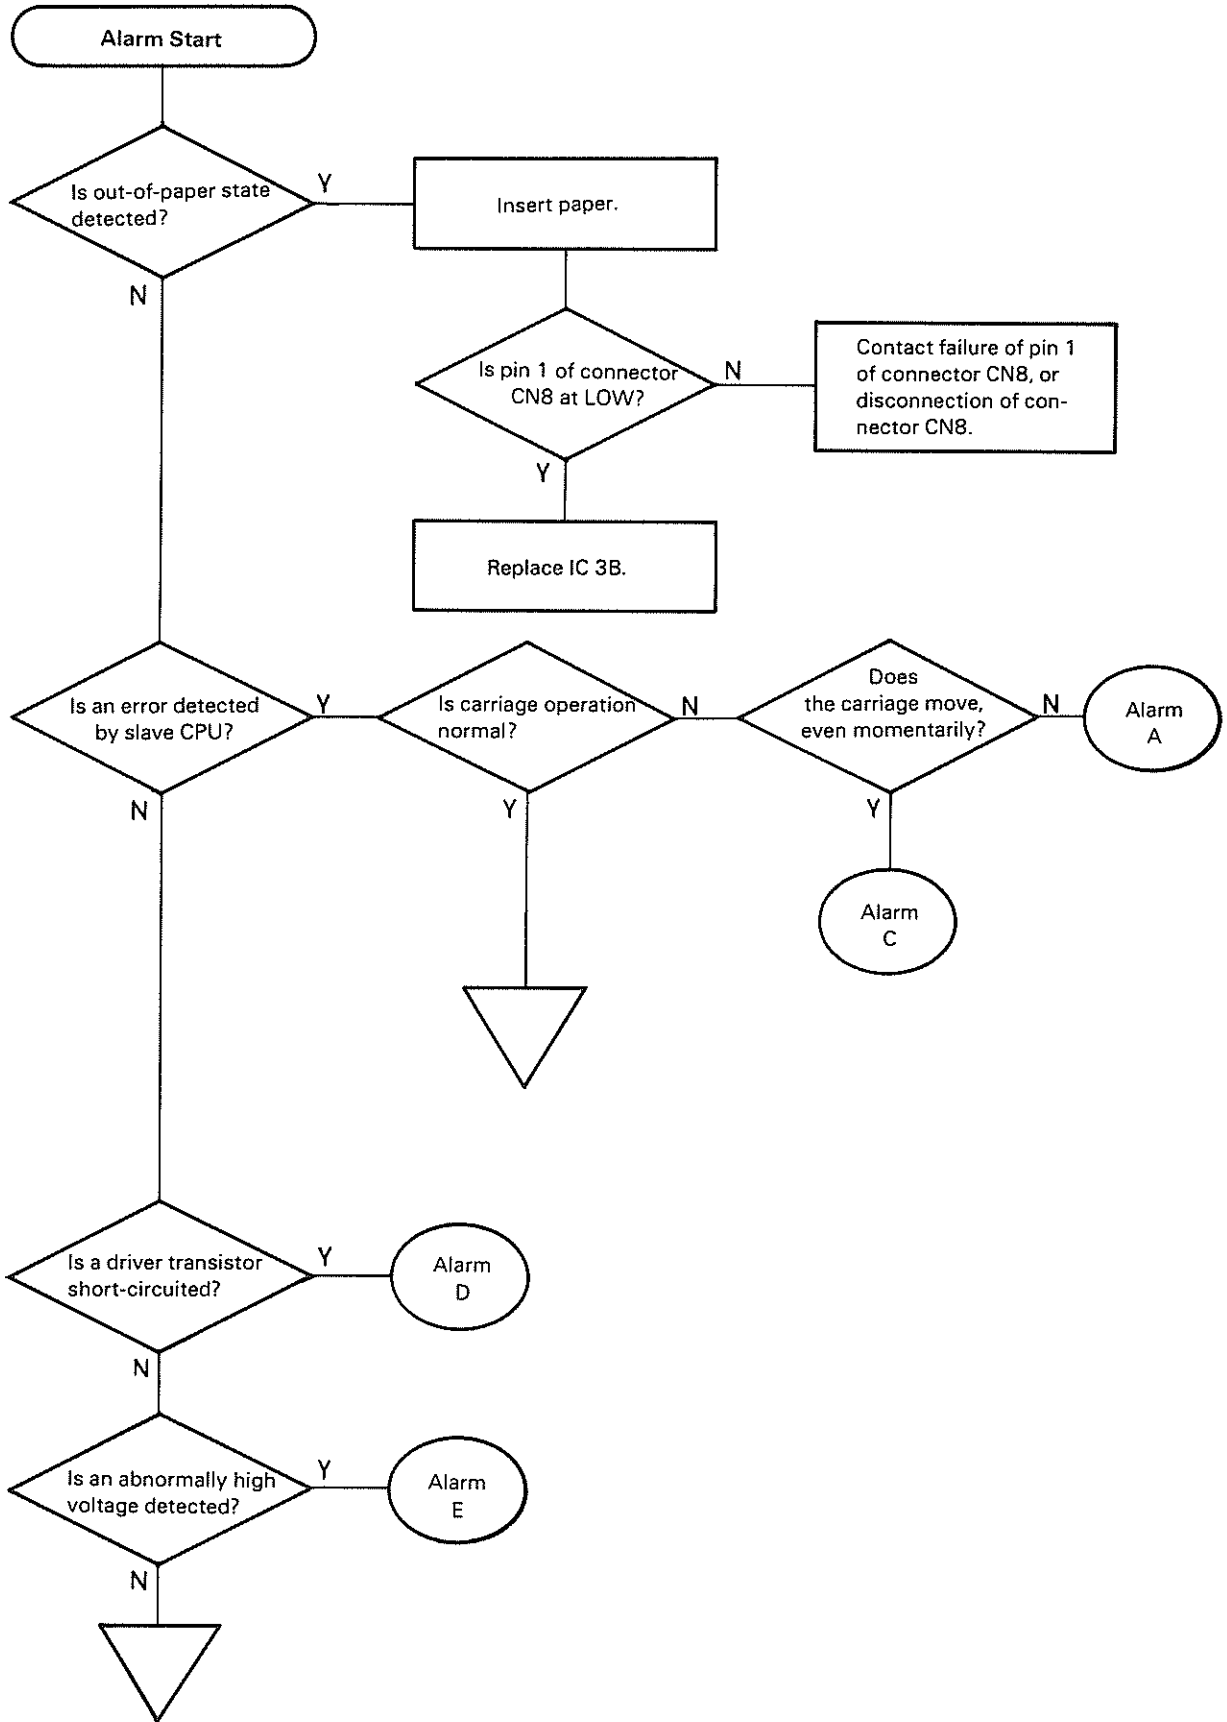 Alarm Start
Is out-of-paper state
detected?
Y
Insert paper.
N
Is pin 1 of connector
CN8 at LOW?
N
Contact failure of pin 1
of connector CN8, or
disconnection of con-
nector CN8.
Y
Replace IC 3B.
Is an error detected
by slave CPU?
Y
Is carriage operation
normal?
N
Does
the carriage move,
even momentarily?
N
Alarm
A
N
Y
Y
Alarm
C
Is a driver transistor
short-circuited?
Y
Alarm
D
N
Is an abnormally high
voltage detected?
Y
Alarm
E
N